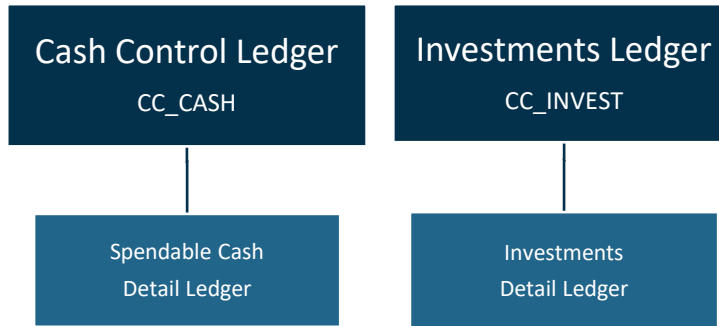 Cash Control Ledger
CC_CASH
Investments Ledger
CC_INVEST
Spendable Cash
Detail Ledger
Investments
Detail Ledger